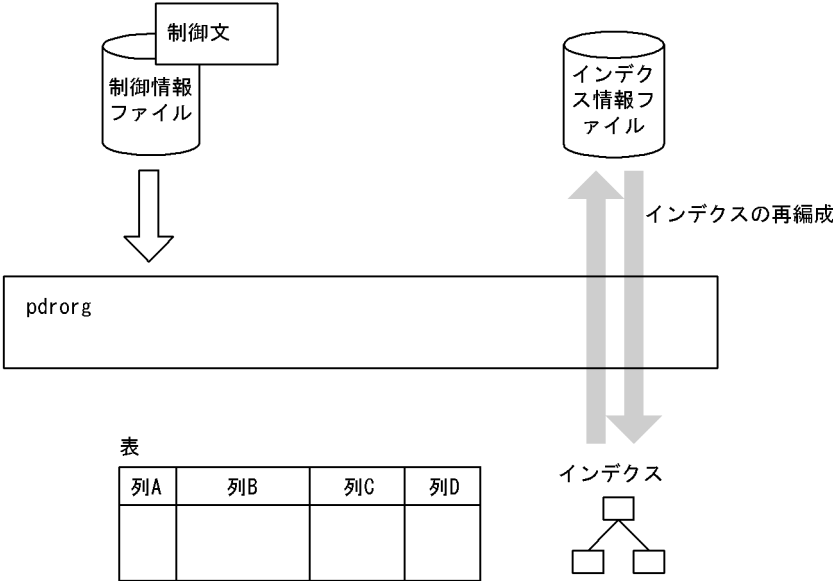 制御文
制御情報
ファイル
インデク
ス情報フ
ァイル
インデクスの再編成
pdrorg
表
列A 列B 列C 列D
インデクス